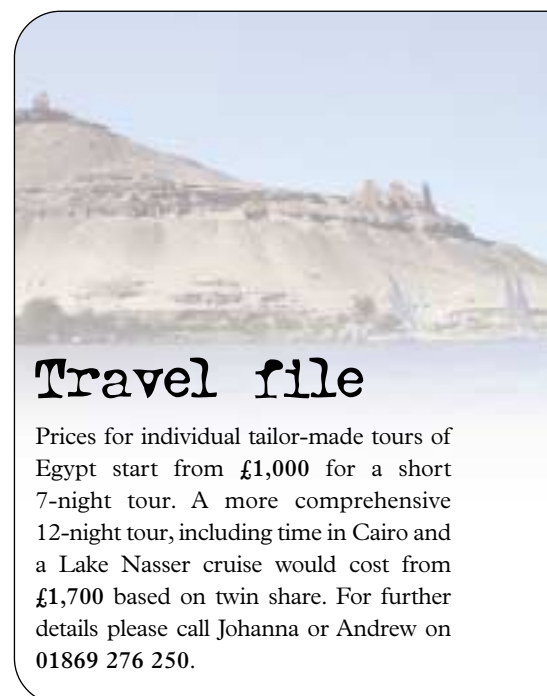 Travel file
Prices for individual tailor-made tours of
Egypt start from £1,000 for a short
7-night tour. A more comprehensive
12-night tour, including time in Cairo and
a Lake Nasser cruise would cost from
£1,700 based on twin share. For further
details please call Johanna or Andrew on
01869 276 250.